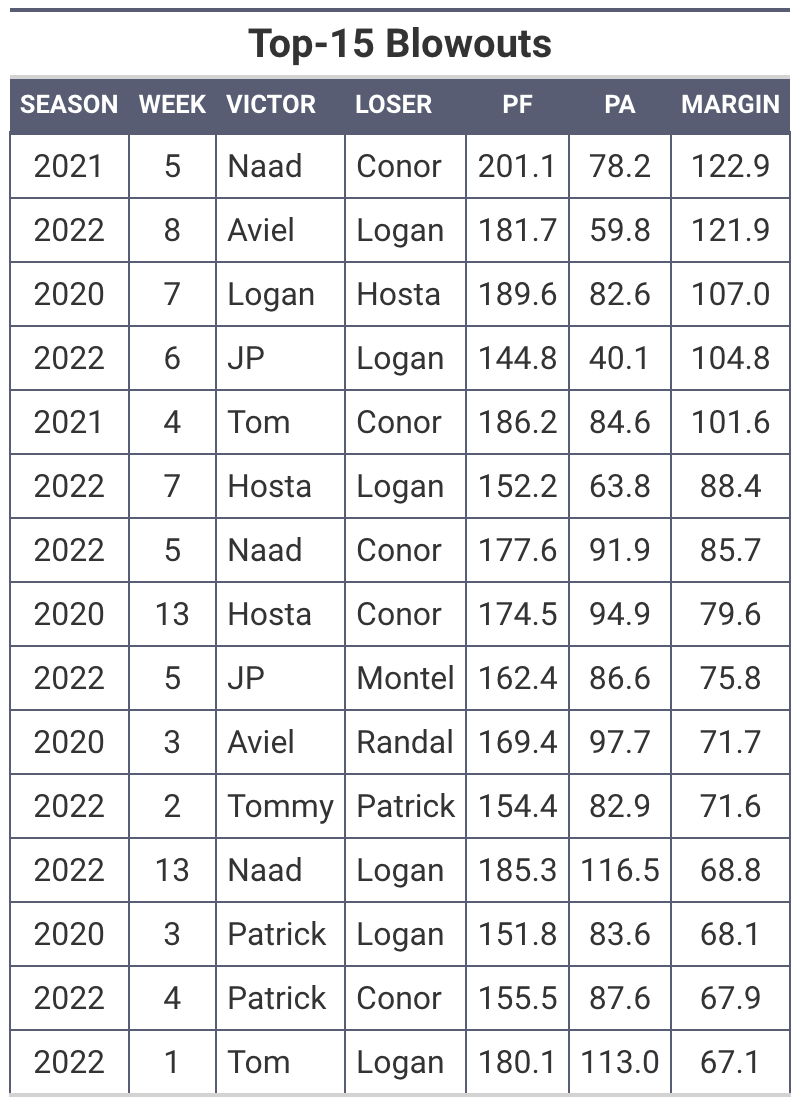 Top-15 Blowouts
SEASON WEEK VICTOR LOSER PF PA MARGIN
2021 5 Naad Conor 201.1 78.2 122.9
2022 8 Aviel Logan 181.7 59.8 121.9
2020 7 Logan Hosta 189.6 82.6 107.0
2022 6 JP Logan 144.8 40.1 104.8
2021 4 Tom Conor 186.2 84.6 101.6
2022 7 Hosta Logan 152.2 63.8 88.4
2022 5 Naad Conor 177.6 91.9 85.7
2020 13 Hosta Conor 174.5 94.9 79.6
2022 5 JP Montel 162.4 86.6 75.8
2020 3 Aviel Randal 169.4 97.7 71.7
2022 2 Tommy Patrick 154.4 82.9 71.6
2022 13 Naad Logan 185.3 116.5 68.8
2020 3 Patrick Logan 151.8 83.6 68.1
2022 4 Patrick Conor 155.5 87.6 67.9
2022 1 Tom Logan 180.1 113.0 67.1